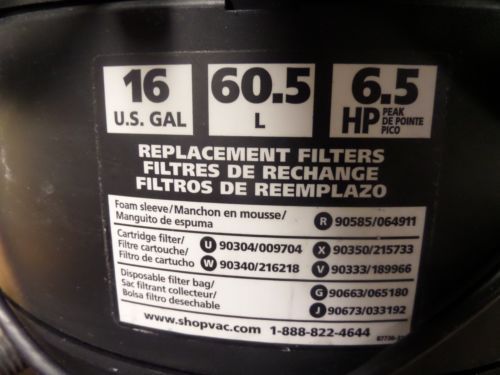 16
U.S. GAL
60.5
L
6.5
HP PEAK
DE POINTE
PICO
REPLACEMENT FILTERS
FILTRES DE RECHANGE
FILTROS DE REEMPLAZO
Foam sleeve/Manchon en mousse/
Manguito de espuma
R 90585/064911
Cartridge filter/
Filtre cartouche/
Filtro de cartucho
U 90304/009704
W 90340/216218
X 90350/215733
V 90333/189966
Disposable filter bag/
Sac filtrant collecteur/
Bolsa filtro desechable
G 90663/065180
J 90673/033192
www.shopvac.com 1-888-822-4644